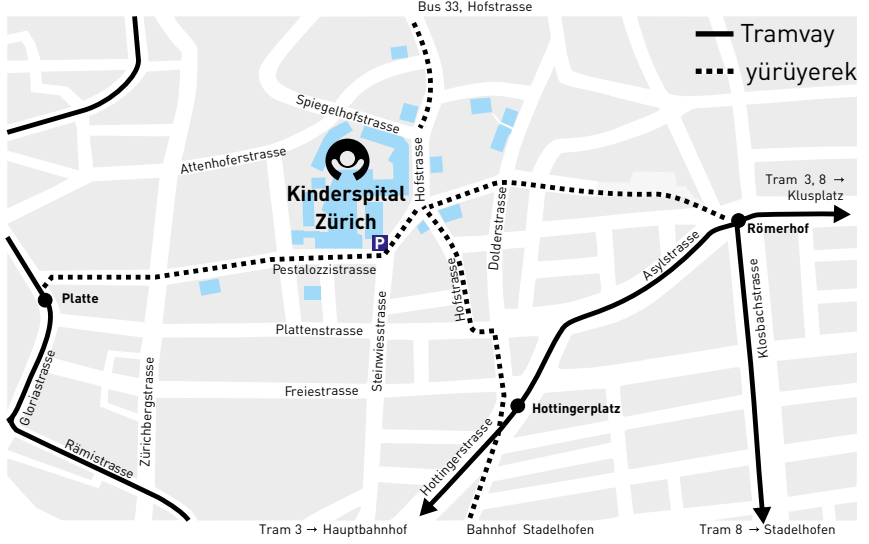 Bus 33, Hofstrasse
Tramvay
yürüyerek
Spiegelhofstrasse
Attenhoferstrasse
Hofstrasse
Kinderspital
Zürich
P
Tram 3, 8 →
Klusplatz
Römerhof
Dolderstrasse
Asylstrasse
Pestalozzistrasse
Hofstrasse
Platte
Plattenstrasse
Steinwiesstrasse
Klosbachstrasse
Gloriastrasse
Zürichbergstrasse
Freiestrasse
Hottingerplatz
Hottingerstrasse
Rämistrasse
Tram 3 → Hauptbahnhof
Bahnhof Stadelhofen
Tram 8 → Stadelhofen